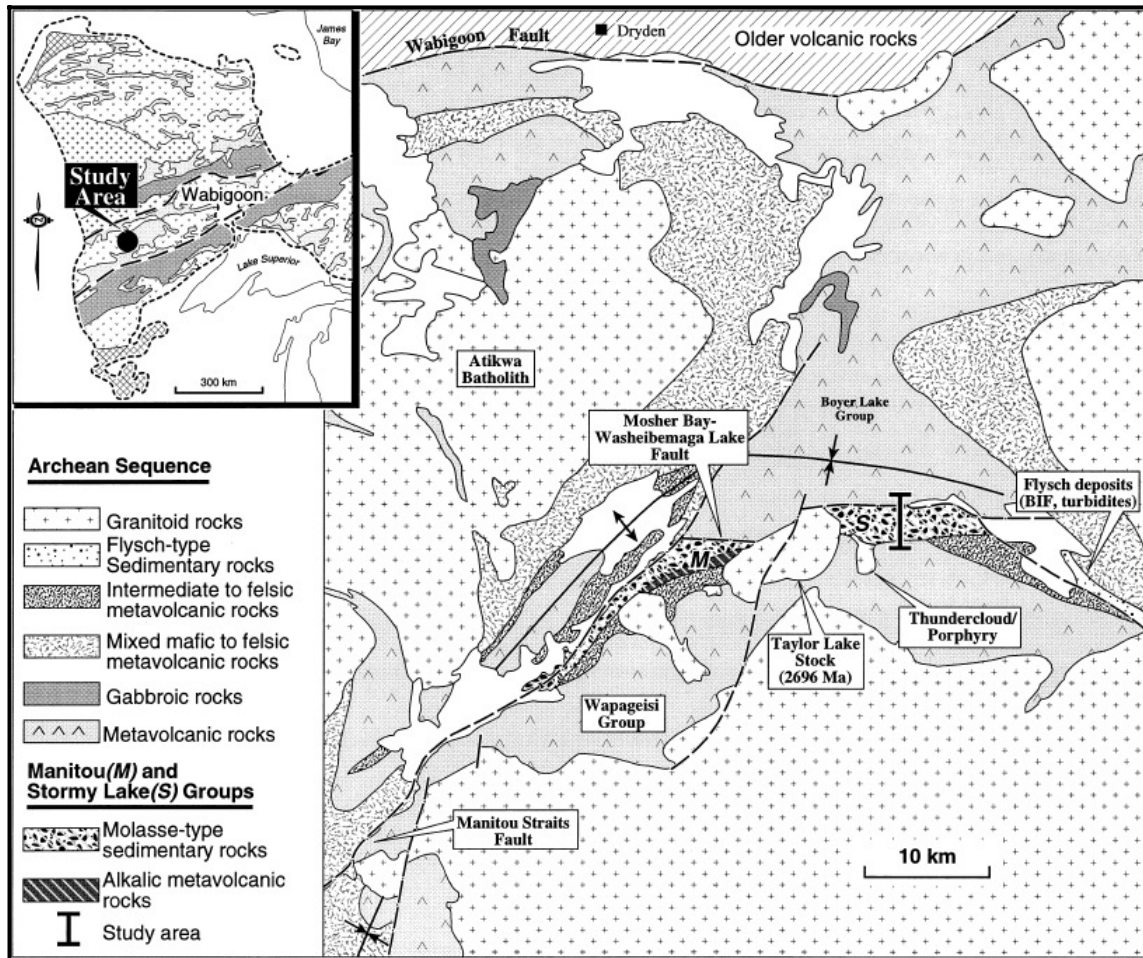 James
Bay
Study
Area
Wabigoon
N
Lake Superior
300 km
Wabigoon Fault
Dryden
Older volcanic rocks
Atikwa
Batholith
Boyer Lake
Group
Mosher Bay-
Washeibemaga Lake
Fault
Flysch deposits
(BIF, turbidites)
S
M
Thundercloud/
Porphyry
Taylor Lake
Stock
(2696 Ma)
Wapageisi
Group
Manitou Straits
Fault
10 km
Archean Sequence
Granitoid rocks
Flysch-type
Sedimentary rocks
Intermediate to felsic
metavolcanic rocks
Mixed mafic to felsic
metavolcanic rocks
Gabbroic rocks
Metavolcanic rocks
Manitou(M) and
Stormy Lake(S) Groups
Molasse-type
sedimentary rocks
Alkalic metavolcanic
rocks
Study area